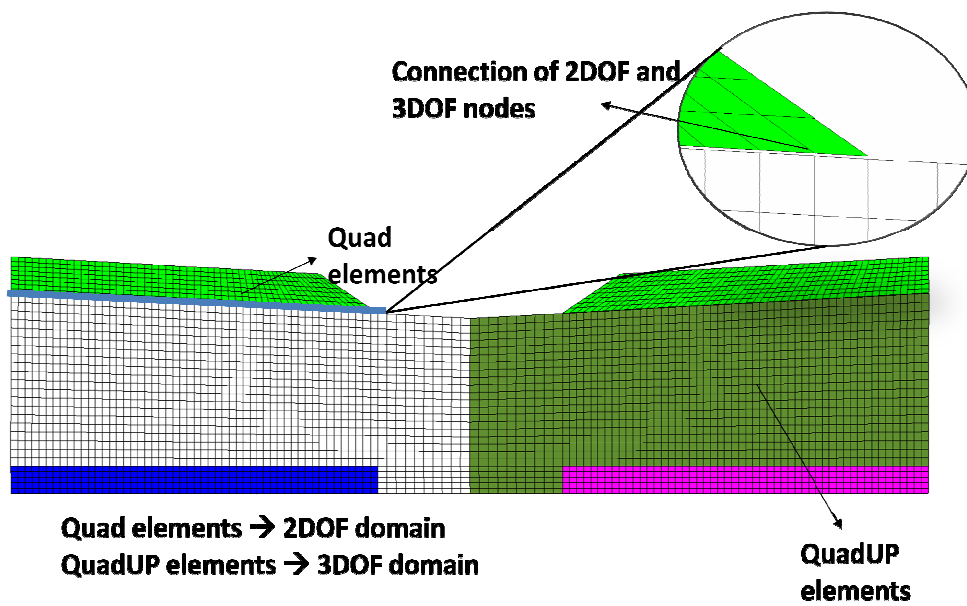 Connection of 2DOF and
3DOF nodes
Quad
elements
Quad elements → 2DOF domain
QuadUP elements → 3DOF domain
QuadUP
elements